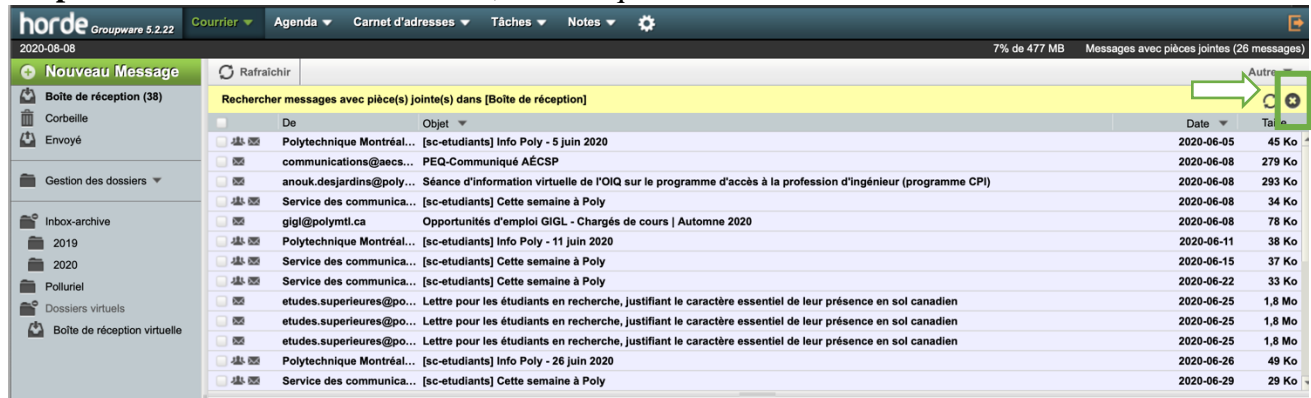 horde Groupware 5.2.22 Courrier Agenda Carnet d'adresses Tâches Notes
2020-08-08 7% de 477 MB Messages avec pièces jointes (26 messages)
Nouveau Message Rafraîchir Autre
Boîte de réception (38) Rechercher messages avec pièce(s) jointe(s) dans [Boîte de réception]
Corbeille De Objet Date
Envoyé [sc-etudiants] Info Poly - 5 juin 2020 2020-06-05 45 Ko
Polytechnique Montréal...
communications@aecs... PEQ-Communiqué AÉCSP 2020-06-08 279 Ko
Gestion des dossiers anouk.desjardins@poly... Séance d'information virtuelle de l'OIQ sur le programme d'accès à la profession d'ingénieur (programme CPI) 2020-06-08 293 Ko
Service des communica... [sc-etudiants] Cette semaine à Poly 2020-06-08 34 Ko
Inbox-archive gigl@polymtl.ca Opportunités d'emploi GIGL - Chargés de cours | Automne 2020 2020-06-08 78 Ko
2019 Polytechnique Montréal... [sc-etudiants] Info Poly - 11 juin 2020 2020-06-11 38 Ko
2020 Service des communica... [sc-etudiants] Cette semaine à Poly 2020-06-15 37 Ko
Polluriel Service des communica... [sc-etudiants] Cette semaine à Poly 2020-06-22 33 Ko
Dossiers virtuels etudes.superieures@po... Lettre pour les étudiants en recherche, justifiant le caractère essentiel de leur présence en sol canadien 2020-06-25 1,8 Mo
Boîte de réception virtuelle etudes.superieures@po... Lettre pour les étudiants en recherche, justifiant le caractère essentiel de leur présence en sol canadien 2020-06-25 1,8 Mo
etudes.superieures@po... Lettre pour les étudiants en recherche, justifiant le caractère essentiel de leur présence en sol canadien 2020-06-25 1,8 Mo
Polytechnique Montréal... [sc-etudiants] Info Poly - 26 juin 2020 2020-06-26 49 Ko
Service des communica... [sc-etudiants] Cette semaine à Poly 2020-06-29 29 Ko